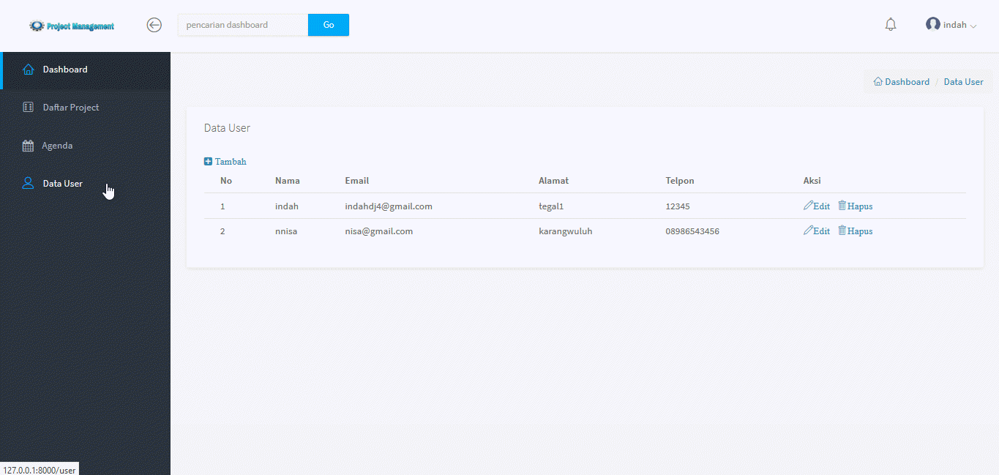 Project Management
pencarian dashboard Go
indah
Dashboard
Daftar Project
Agenda
Data User
Dashboard / Data User
Data User
Tambah
No Nama Email Alamat Telpon Aksi
1 indah indahdj4@gmail.com tegal1 12345 Edit Hapus
2 nnisa nisa@gmail.com karangwuluh 08986543456 Edit Hapus
127.0.0.1:8000/user